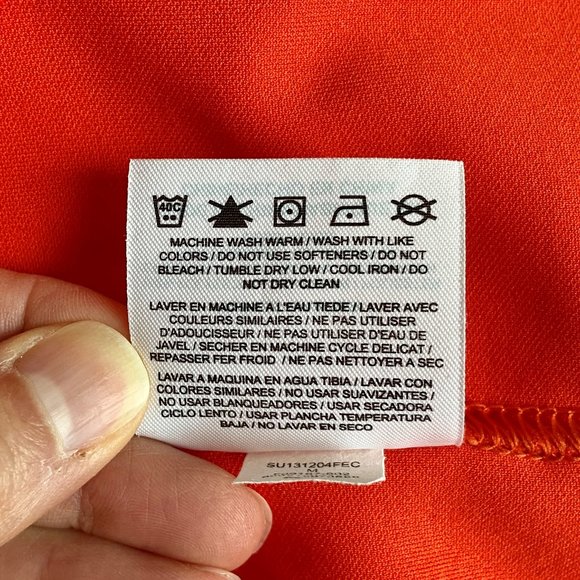 40C
MACHINE WASH WARM / WASH WITH LIKE
COLORS / DO NOT USE SOFTENERS / DO NOT
BLEACH / TUMBLE DRY LOW / COOL IRON / DO
NOT DRY CLEAN
LAVER EN MACHINE A L'EAU TIEDE / LAVER AVEC
COULEURS SIMILAIRES / NE PAS UTILISER
D'ADOUCISSEUR / NE PAS UTILISER D'EAU DE
JAVEL / SECHER EN MACHINE CYCLE DELICAT /
REPASSER FER FROID / NE PAS NETTOYER A SEC
LAVAR A MAQUINA EN AGUA TIBIA / LAVAR CON
COLORES SIMILARES / NO USAR SUAVIZANTES /
NO USAR BLANQUEADORES / USAR SECADORA
CICLO LENTO / USAR PLANCHA TEMPERATURA
BAJA / NO LAVAR EN SECO
SU131204FEC
M